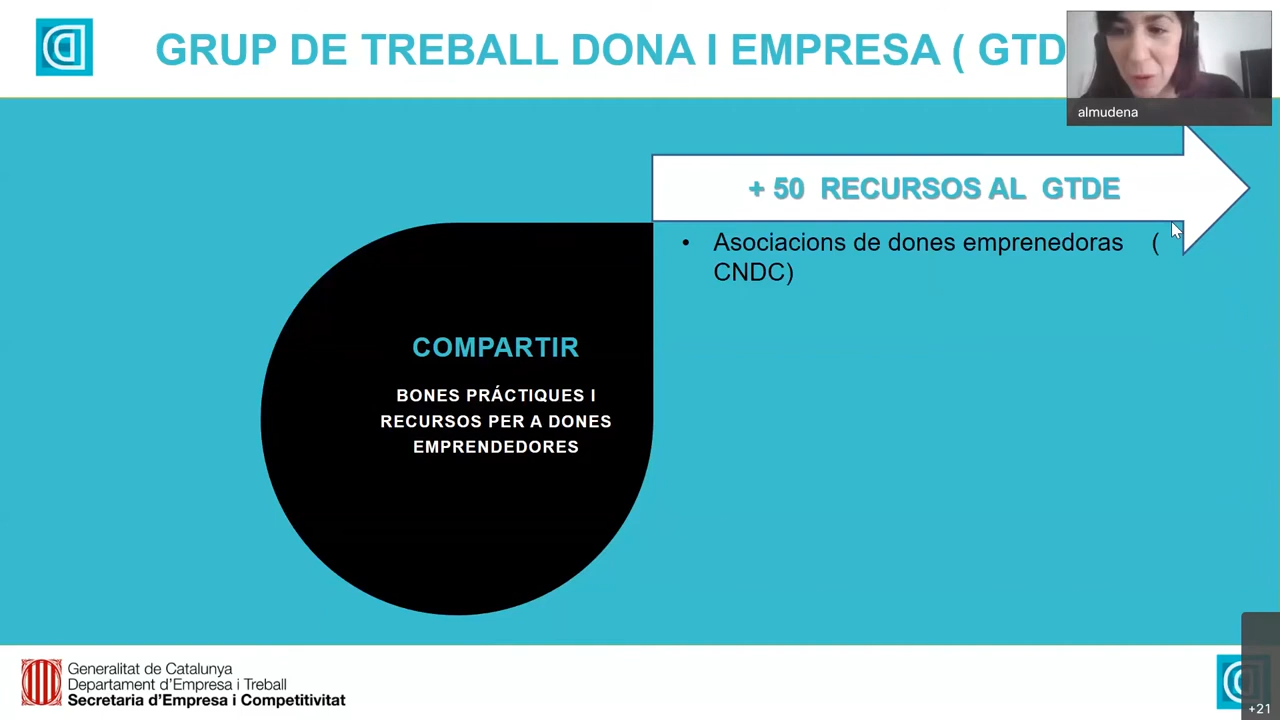 GRUP DE TREBALL DONA I EMPRESA ( GTD
almudena
+ 50 RECURSOS AL GTDE
• Asociacions de dones emprenedoras (
CNDC)
COMPARTIR
BONES PRÁCTIQUES I
RECURSOS PER A DONES
EMPRENDEDORES
Generalitat de Catalunya
Departament d'Empresa i Treball
Secretaria d'Empresa i Competitivitat
+21